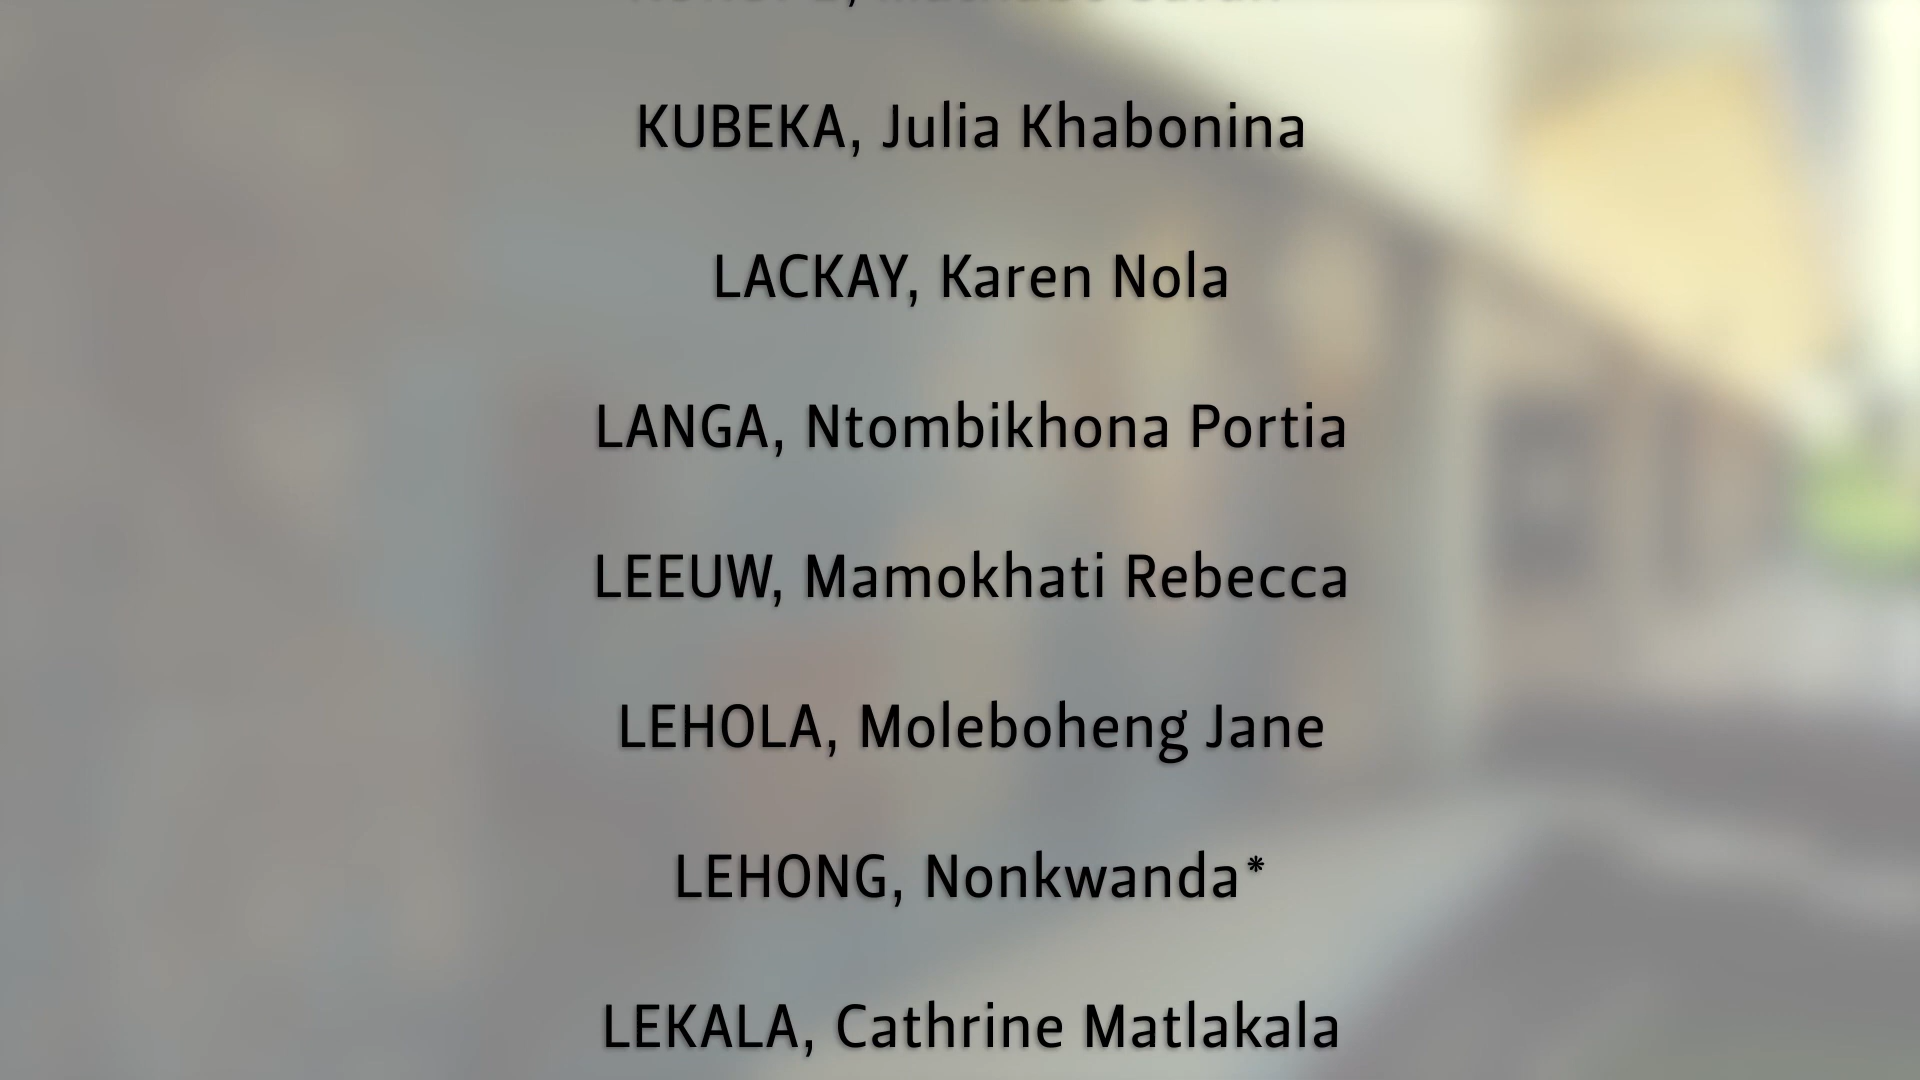 KUBEKA, Julia Khabonina
LACKAY, Karen Nola
LANGA, Ntombikhona Portia
LEEUW, Mamokhati Rebecca
LEHOLA, Moleboheng Jane
LEHONG, Nonkwanda*
LEKALA, Cathrine Matlakala